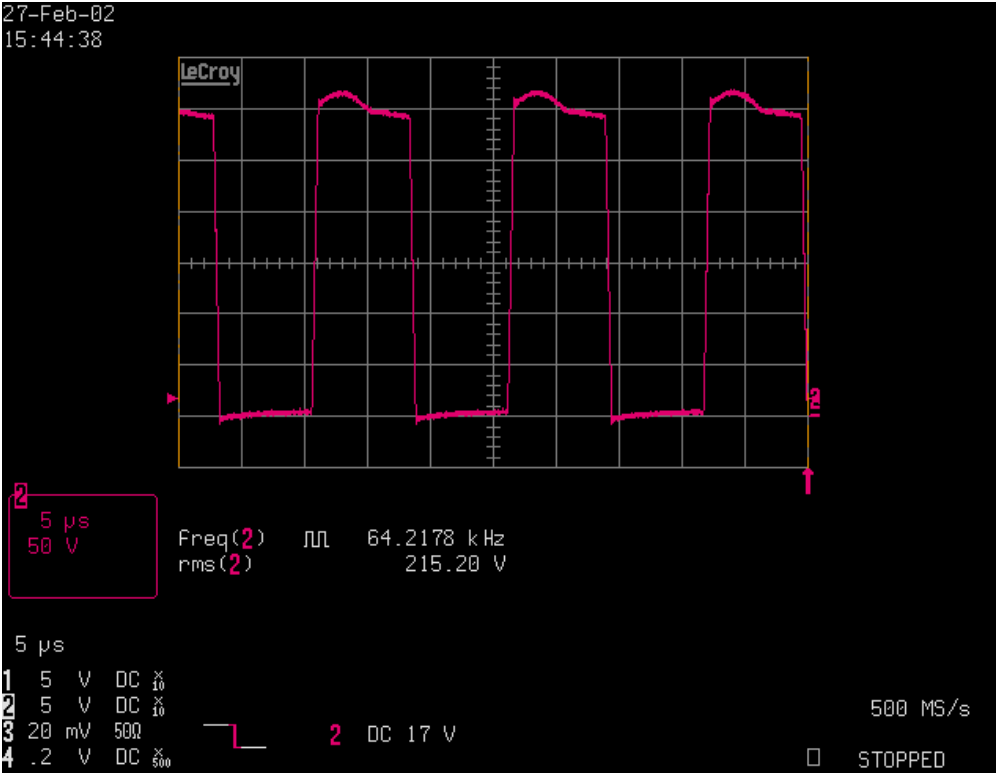 27-Feb-02
15:44:38
LeCroy
2
2
5 µs
50 V
freq(2) 64.2178 kHz
rms(2) 215.20 V
5 µs
1 5 V DC X10
2 5 V DC X10
3 20 mV 50Ω
4 .2 V DC X500
2 DC 17 V
500 MS/s
STOPPED